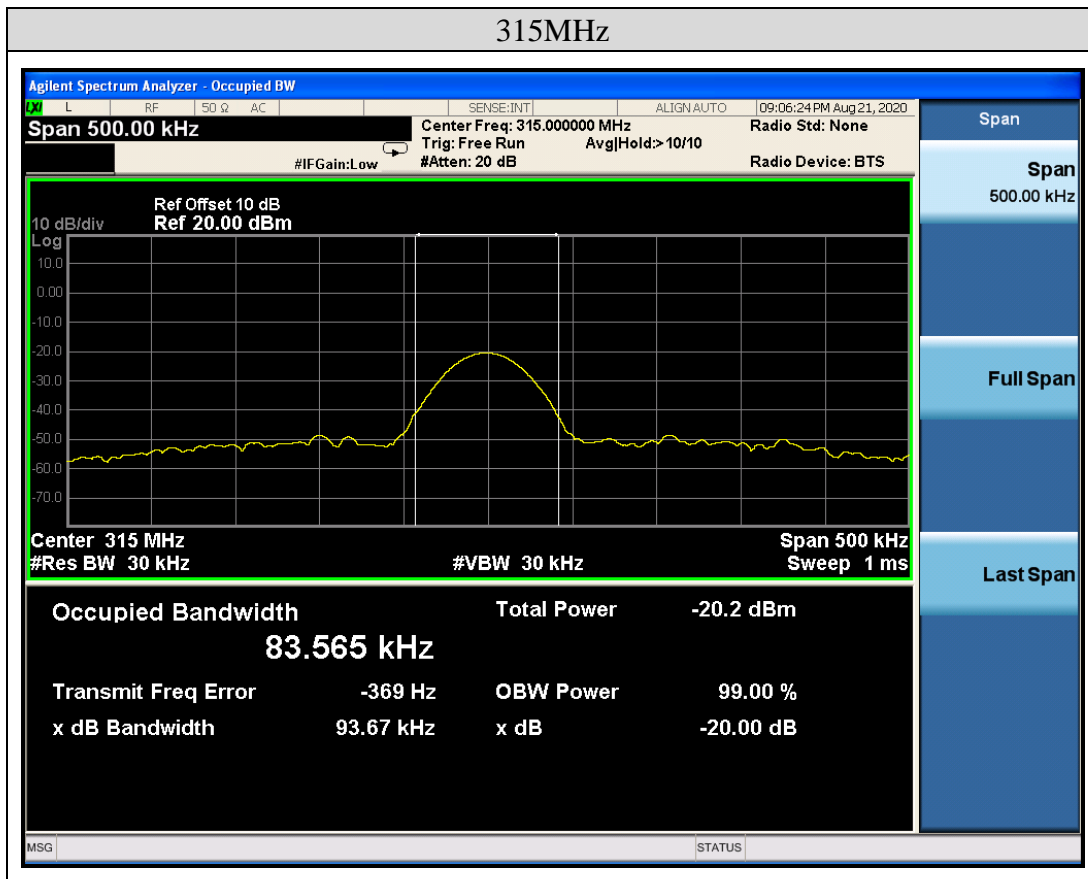 315MHz
Agilent Spectrum Analyzer - Occupied BW
LXI L RF 50 Ω AC SENSE:INT ALIGN AUTO 09:06:24 PM Aug 21, 2020
Span 500.00 kHz
Center Freq: 315.000000 MHz
Radio Std: None
Trig: Free Run Avg|Hold:> 10/10
#IFGain:Low
#Atten: 20 dB
Radio Device: BTS
Ref Offset 10 dB
10 dB/div Ref 20.00 dBm
Log
10.0
0.00
-10.0
-20.0
-30.0
-40.0
-50.0
-60.0
-70.0
Center 315 MHz
Span 500 kHz
#Res BW 30 kHz
#VBW 30 kHz
Sweep 1 ms
Occupied Bandwidth
83.565 kHz
Total Power -20.2 dBm
Transmit Freq Error -369 Hz
OBW Power 99.00 %
x dB Bandwidth 93.67 kHz
x dB -20.00 dB
Span
Span
500.00 kHz
Full Span
Last Span
MSG
STATUS